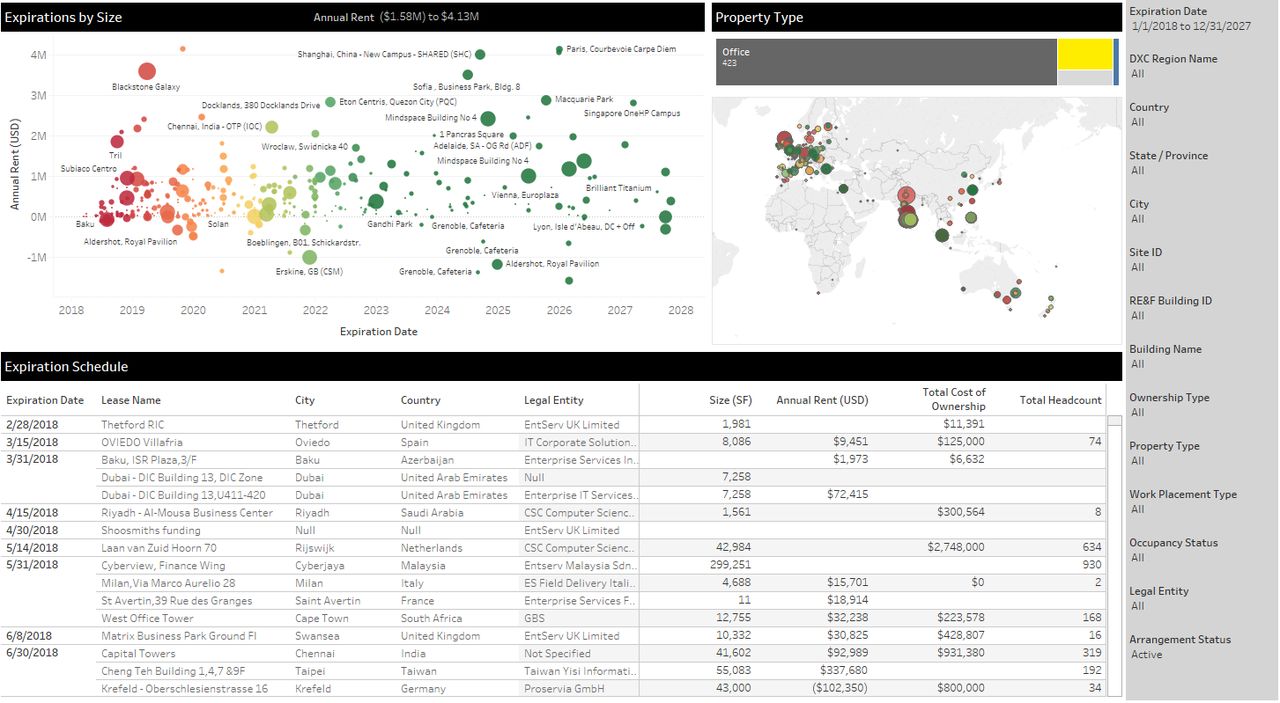 Expirations by Size
Annual Rent ($1.58M) to $4.13M
Annual Rent (USD)
4M
3M
2M
1M
0M
-1M
Blackstone Galaxy
Shanghai, China - New Campus - SHARED (SHC)
Paris, Courbevoie Carpe Diem
Sofia , Business Park, Bldg. 8
Docklands, 380 Docklands Drive
Eton Centris, Quezon City (PQC)
Macquarie Park
Singapore OneHP Campus
Chennai, India - OTP (IOC)
Mindspace Building No 4
1 Pancras Square
Tril
Wroclaw, Swidnicka 40
Adelaide, SA - OG Rd (ADF)
Subiaco Centro
Mindspace Building No 4
Vienna, Europlaza
Brilliant Titanium
Baku
Solan
Gandhi Park
Grenoble, Cafeteria
Lyon, Isle d'Abeau, DC + Off
Aldershot, Royal Pavilion
Boeblingen, B01, Schickardstr.
Grenoble, Cafeteria
Erskine, GB (CSM)
Grenoble, Cafeteria
Aldershot, Royal Pavilion
2018 2019 2020 2021 2022 2023 2024 2025 2026 2027 2028
Expiration Date
Property Type
Office
423
Expiration Schedule
Expiration Date Lease Name City Country Legal Entity Size (SF) Annual Rent (USD) Total Cost of Ownership Total Headcount
2/28/2018 Thetford RIC Thetford United Kingdom EntServ UK Limited 1,981 $11,391
3/15/2018 OVIEDO Villafria Oviedo Spain IT Corporate Solution.. 8,086 $9,451 $125,000 74
3/31/2018 Baku, ISR Plaza,3/F Baku Azerbaijan Enterprise Services In.. $1,973 $6,632
Dubai - DIC Building 13, DIC Zone Dubai United Arab Emirates Null 7,258
Dubai - DIC Building 13,U411-420 Dubai United Arab Emirates Enterprise IT Services.. 7,258 $72,415
4/15/2018 Riyadh - Al-Mousa Business Center Riyadh Saudi Arabia CSC Computer Scienc.. 1,561 $300,564 8
4/30/2018 Shoosmiths funding Null Null EntServ UK Limited
5/14/2018 Laan van Zuid Hoorn 70 Rijswijk Netherlands CSC Computer Scienc.. 42,984 $2,748,000 634
5/31/2018 Cyberview, Finance Wing Cyberjaya Malaysia Entserv Malaysia Sdn.. 299,251 930
Milan,Via Marco Aurelio 28 Milan Italy ES Field Delivery Itali.. 4,688 $15,701 $0 2
St Avertin,39 Rue des Granges Saint Avertin France Enterprise Services F.. 11 $18,914
West Office Tower Cape Town South Africa GBS 12,755 $32,238 $223,578 168
6/8/2018 Matrix Business Park Ground Fl Swansea United Kingdom EntServ UK Limited 10,332 $30,825 $428,807 16
6/30/2018 Capital Towers Chennai India Not Specified 41,602 $92,989 $931,380 319
Cheng Teh Building 1,4,7 &9F Taipei Taiwan Taiwan Yisi Informati.. 55,083 $337,680 192
Krefeld - Oberschlesienstrasse 16 Krefeld Germany Proservia GmbH 43,000 ($102,350) $800,000 34
Expiration Date
1/1/2018 to 12/31/2027
DXC Region Name
All
Country
All
State / Province
All
City
All
Site ID
All
RE&F Building ID
All
Building Name
All
Ownership Type
All
Property Type
All
Work Placement Type
All
Occupancy Status
All
Legal Entity
All
Arrangement Status
Active